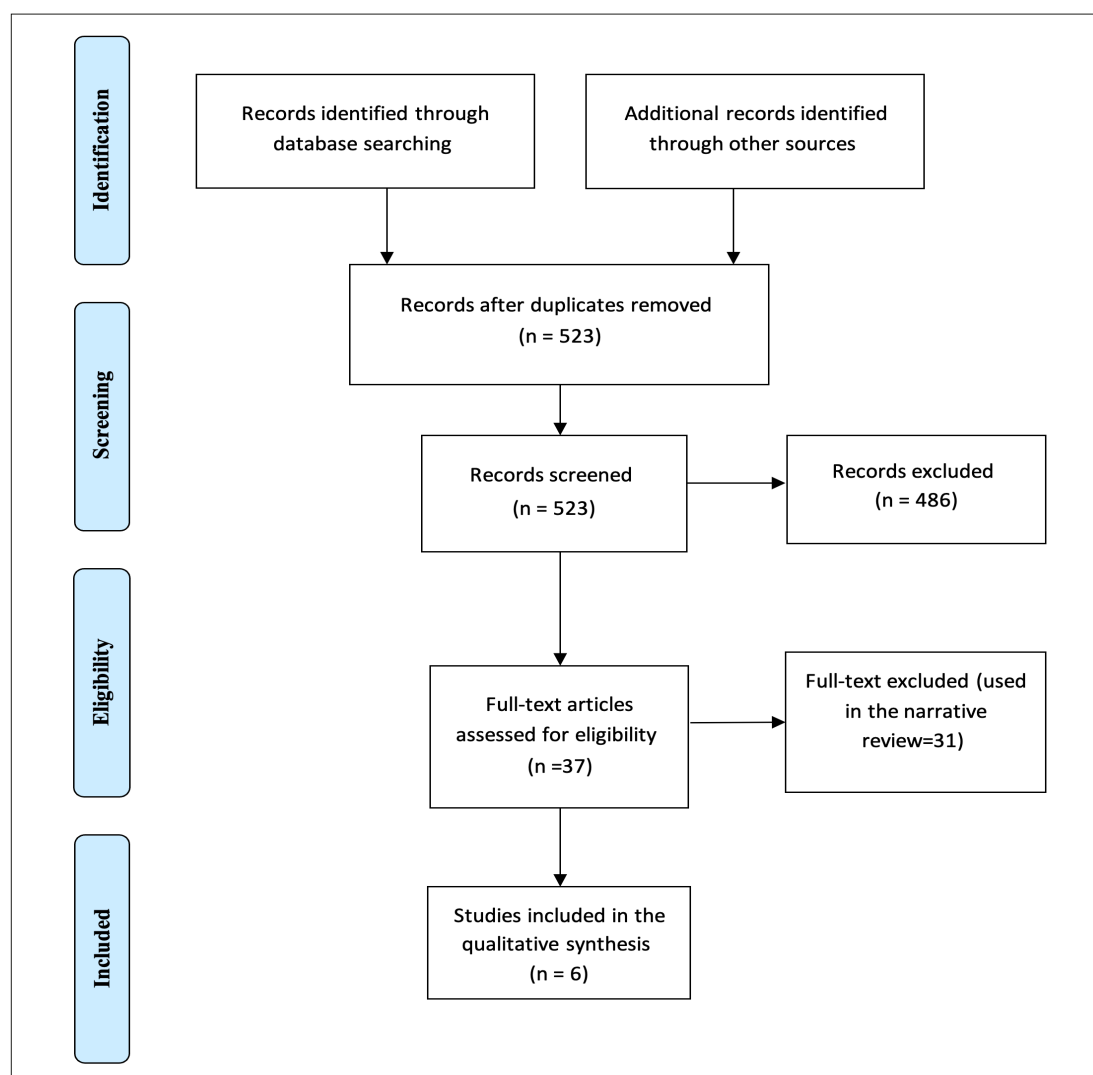 Identification
Records identified through
database searching
Additional records identified
through other sources
Records after duplicates removed
(n = 523)
Screening
Records screened
(n = 523)
Records excluded
(n = 486)
Eligibility
Full-text articles
assessed for eligibility
(n =37)
Full-text excluded (used
in the narrative
review=31)
Included
Studies included in the
qualitative synthesis
(n = 6)